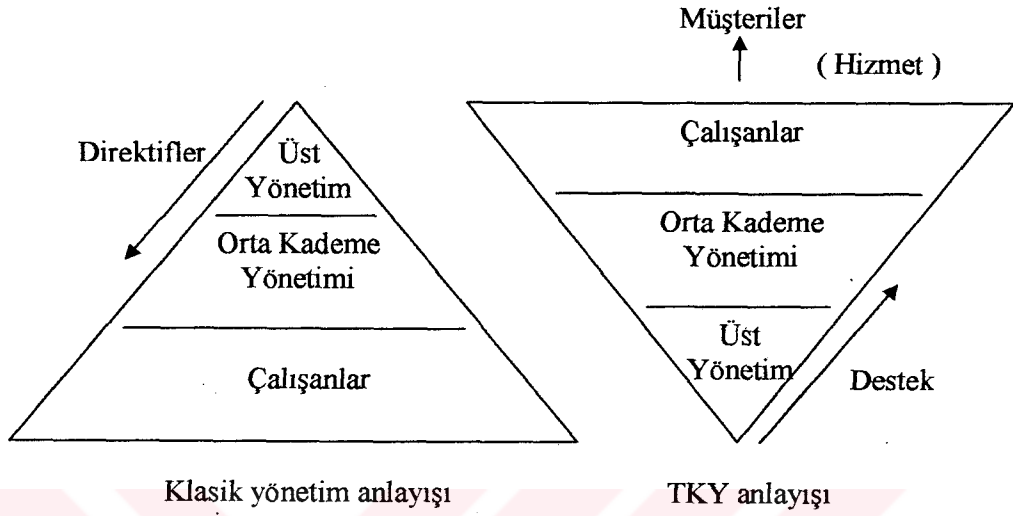 Müşteriler
( Hizmet )
Direktifler
Üst
Yönetim
Orta Kademe
Yönetimi
Çalışanlar
Klasik yönetim anlayışı
Çalışanlar
Orta Kademe
Yönetimi
Üst
Yönetim
Destek
TKY anlayışı